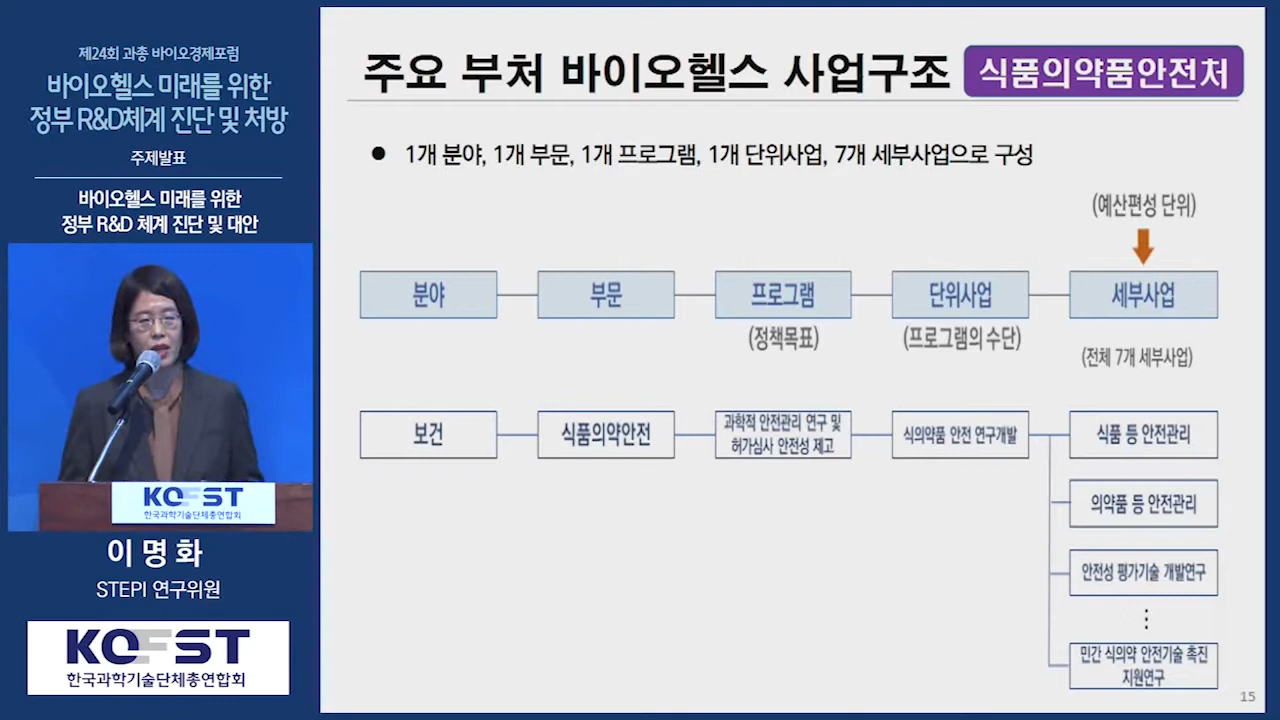 제24회 과총 바이오경제포럼
바이오헬스 미래를 위한
정부 R&D체계 진단 및 처방
주제발표
바이오헬스 미래를 위한
정부 R&D 체계 진단 및 대안
KOFST
한국과학기술단체총연합회
이명화
STEPI 연구위원
KOFST
한국과학기술단체총연합회
주요 부처 바이오헬스 사업구조
식품의약품안전처
● 1개 분야, 1개 부문, 1개 프로그램, 1개 단위사업, 7개 세부사업으로 구성
(예산편성 단위)
분야
부문
프로그램
단위사업
세부사업
(정책목표)
(프로그램의 수단)
(전체 7개 세부사업)
보건
식품의약안전
과학적 안전관리 연구 및
허가심사 안전성 제고
식의약품 안전 연구개발
식품 등 안전관리
의약품 등 안전관리
안전성 평가기술 개발연구
⋮
민간 식의약 안전기술 촉진
지원연구
15